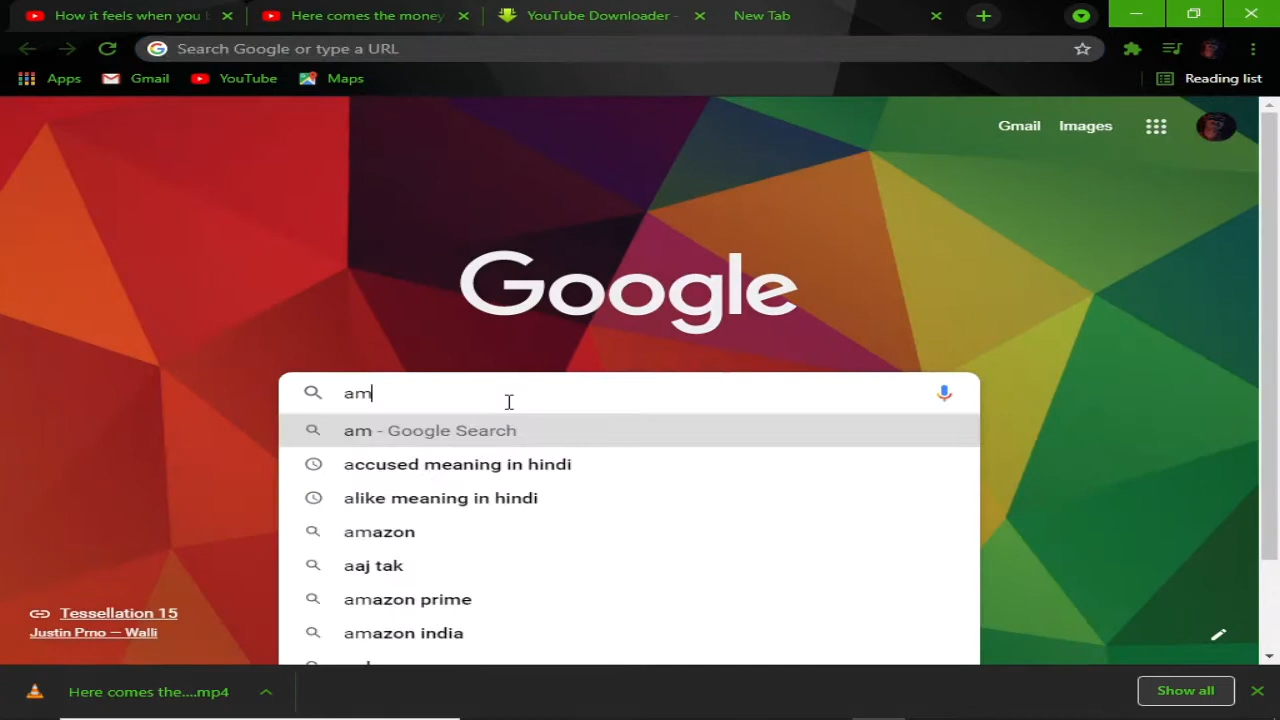 How it feels when you
Here comes the money
YouTube Downloader -
New Tab
Search Google or type a URL
Apps
Gmail
YouTube
Maps
Reading list
Gmail
Images
Google
am
am - Google Search
accused meaning in hindi
alike meaning in hindi
amazon
aaj tak
amazon prime
amazon india
Tessellation 15
Justin Prno — Walli
Here comes the....mp4
Show all